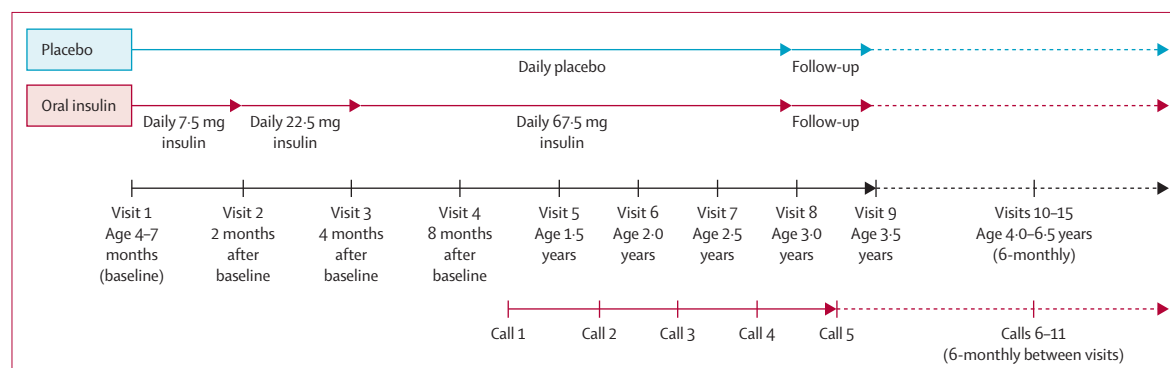 Placebo
Daily placebo
Follow-up
Oral insulin
Daily 7·5 mg
insulin
Daily 22·5 mg
insulin
Daily 67·5 mg
insulin
Follow-up
Visit 1
Age 4–7
months
(baseline)
Visit 2
2 months
after
baseline
Visit 3
4 months
after
baseline
Visit 4
8 months
after
baseline
Visit 5
Age 1·5
years
Visit 6
Age 2·0
years
Visit 7
Age 2·5
years
Visit 8
Age 3·0
years
Visit 9
Age 3·5
years
Visits 10–15
Age 4·0–6·5 years
(6-monthly)
Call 1
Call 2
Call 3
Call 4
Call 5
Calls 6–11
(6-monthly between visits)